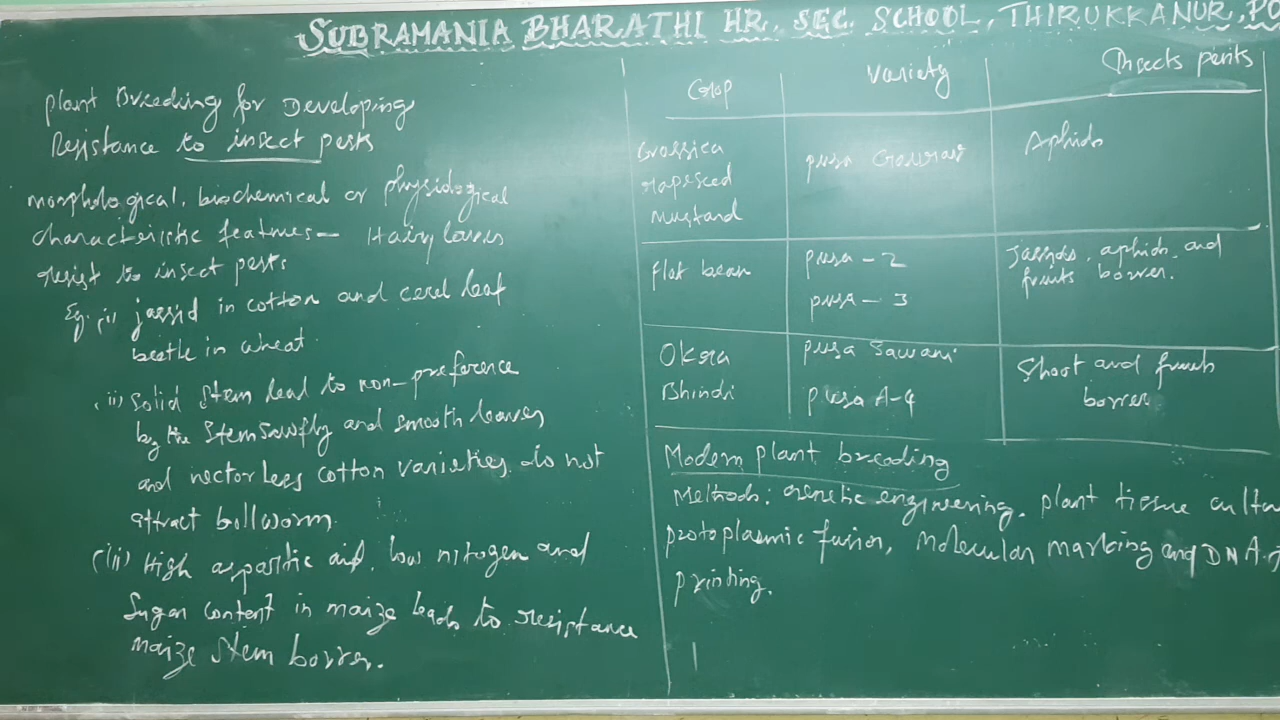 SUBRAMANIA BHARATHI HR. SEC. SCHOOL, THIRUKKANUR, PO
Plant Breeding for Developing
Resistance to insect pests
morphological, biochemical or physiological
characteristic features - Hairy leaves
resist to insect pests
Eg. (i) jassid in cotton and cerel leaf
beetle in wheat.
(ii) Solid Stem lead to non-preference
by the stem sawfly and smooth leaves
and nectorless cotton varieties do not
attract bollworm.
(iii) High aspartic acid, low nitogen and
Sugar content in maize leads to resistance
maize stem borrer.
Crop
Variety
Insects pests
Brassica
rapeseed
mustard
pusa Gaurav
Aphids
Flat bean
pusa - 2
pusa - 3
Jassids, aphids and
fruits borrer.
Okra
Bhindi
pusa Sawani
pusa A-4
Shoot and fruits
borrer
Modern plant breeding
Methods: Genetic engineering, plant tissue cultu
protoplasmic fusion, Molecular marking and DNA-f
printing.